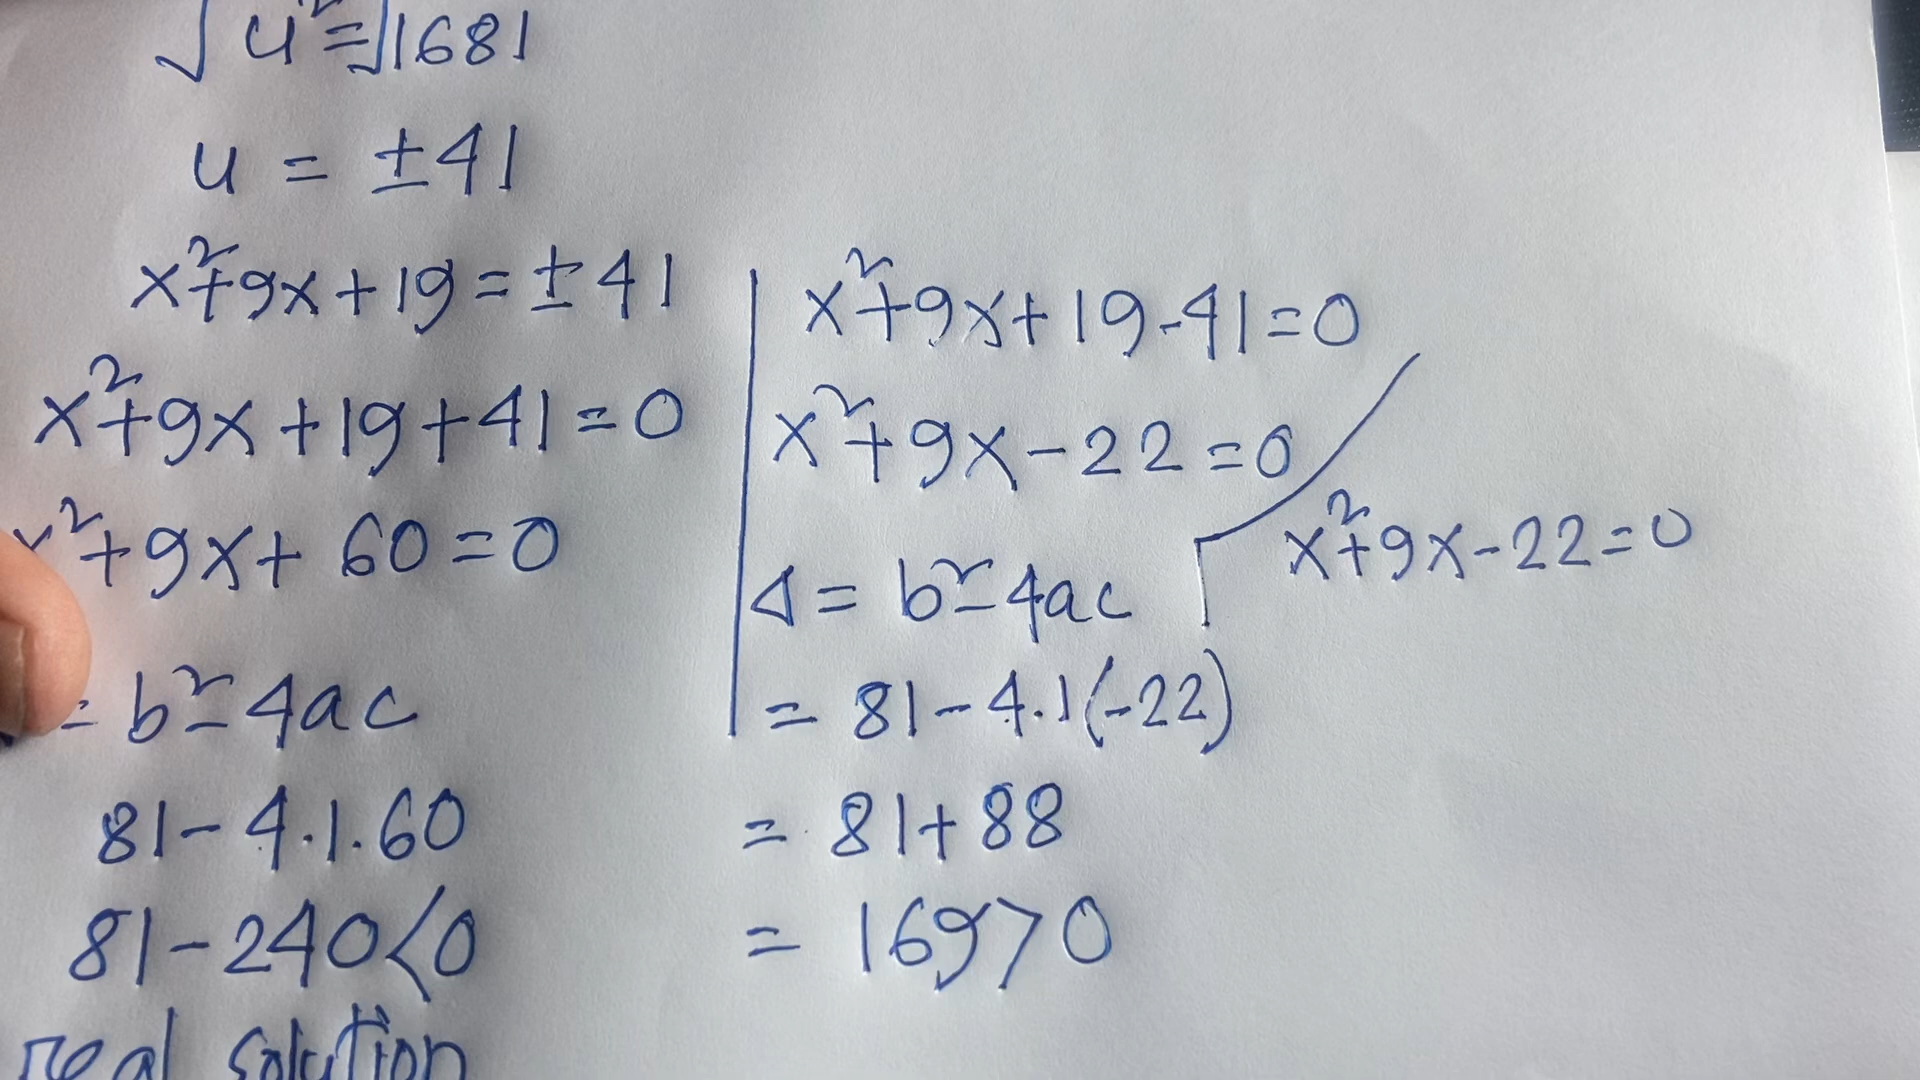 √u²=√1681
u = ±41
x²+9x+19=±41
x²+9x+19+41=0
x²+9x+60=0
= b²-4ac
81-4.1.60
81-240<0
real solution
x²+9x+19-41=0
x²+9x-22=0
Δ= b²-4ac
= 81-4.1(-22)
= 81+88
= 169>0
x²+9x-22=0